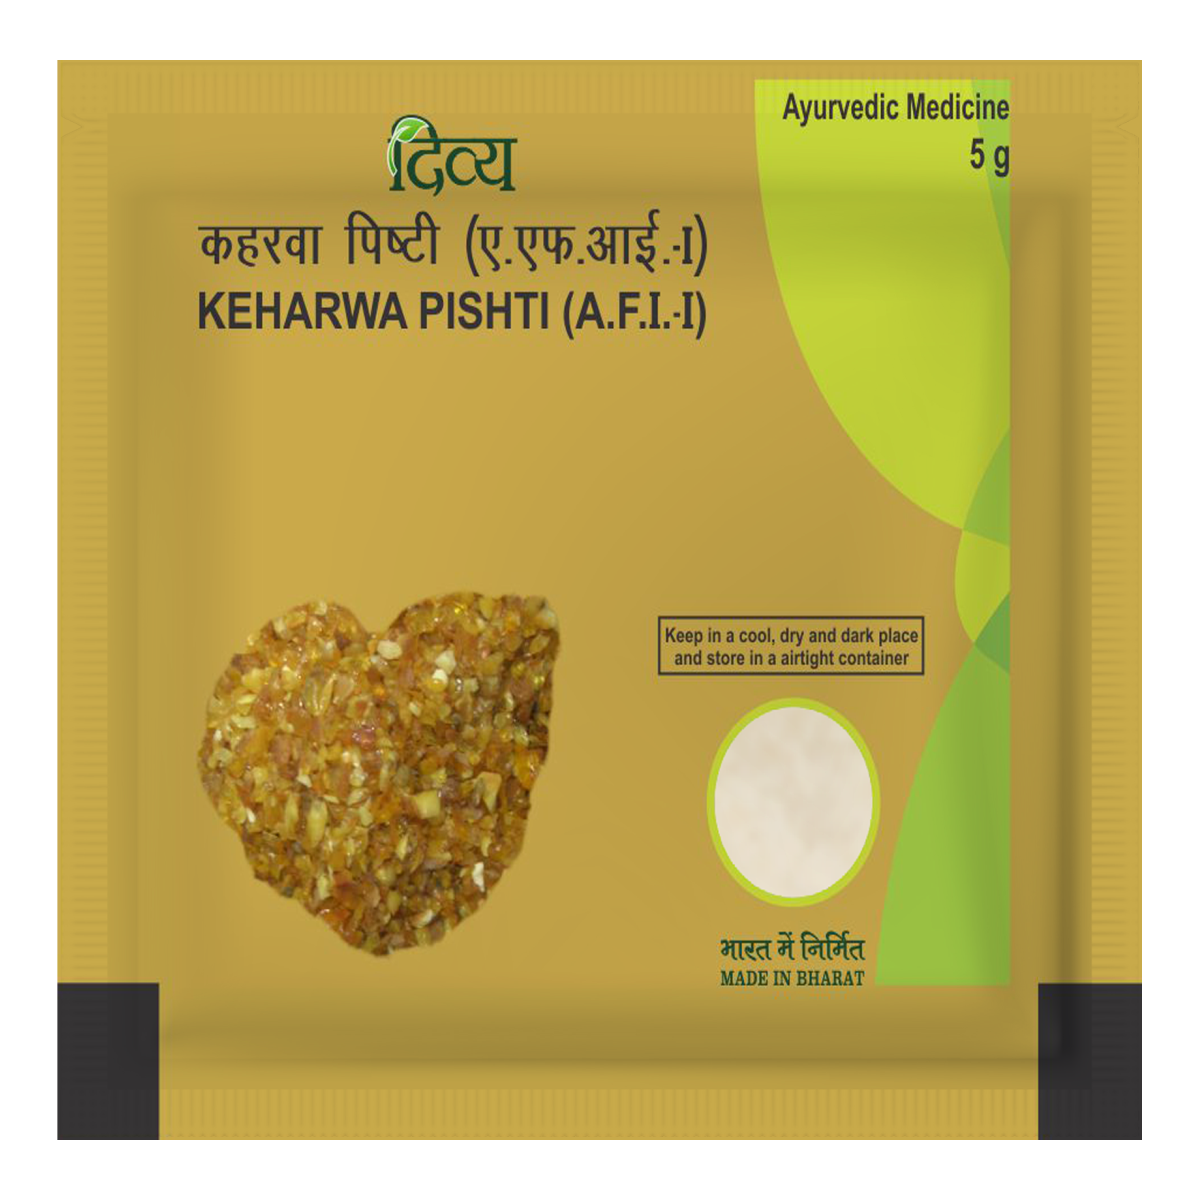 Ayurvedic Medicine
5 g
दिव्य
कहरवा पिष्टी (ए.एफ.आई.-I)
KEHARWA PISHTI (A.F.I.-I)
Keep in a cool, dry and dark place
and store in a airtight container
भारत में निर्मित
MADE IN BHARAT